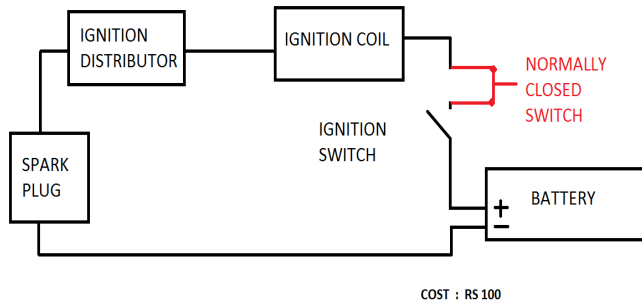 IGNITION
DISTRIBUTOR
IGNITION COIL
NORMALLY
CLOSED
SWITCH
IGNITION
SWITCH
SPARK
PLUG
BATTERY
+
−
COST : RS 100